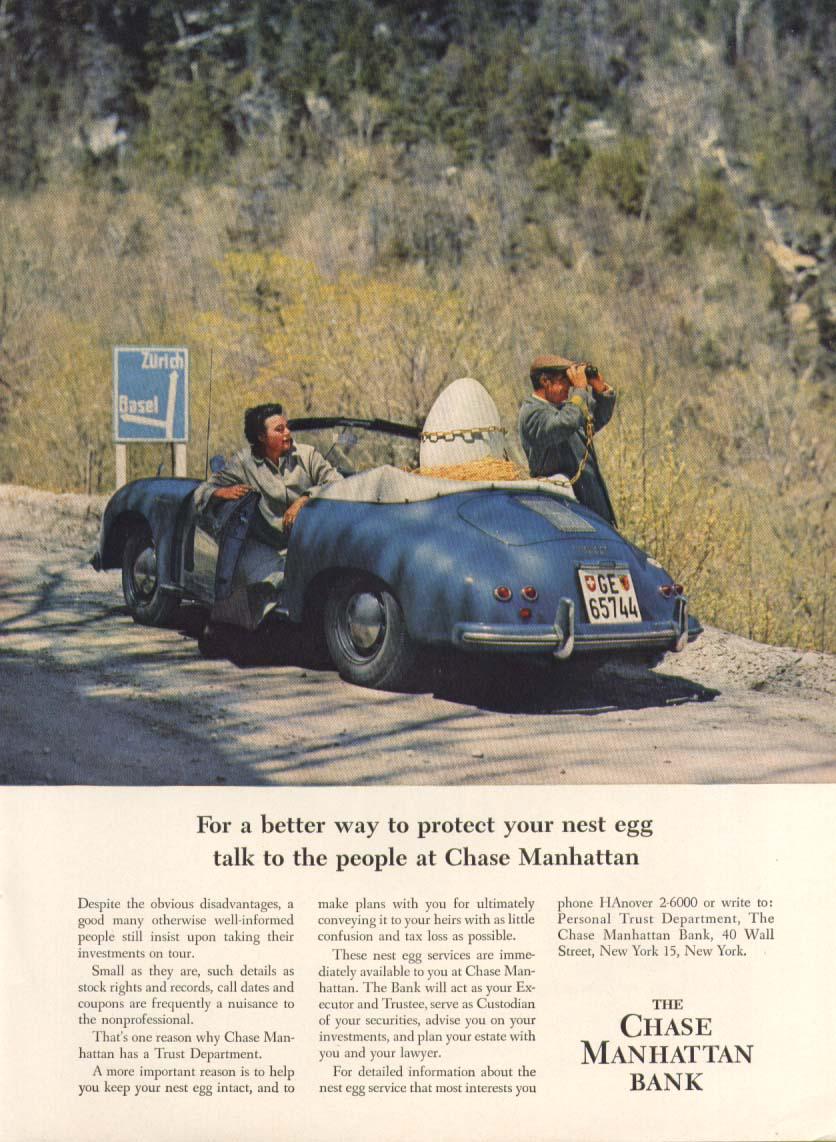 Zürich
Basel
GE
65744
For a better way to protect your nest egg
talk to the people at Chase Manhattan
Despite the obvious disadvantages, a
good many otherwise well-informed
people still insist upon taking their
investments on tour.
Small as they are, such details as
stock rights and records, call dates and
coupons are frequently a nuisance to
the nonprofessional.
That's one reason why Chase Man-
hattan has a Trust Department.
A more important reason is to help
you keep your nest egg intact, and to
make plans with you for ultimately
conveying it to your heirs with as little
confusion and tax loss as possible.
These nest egg services are imme-
diately available to you at Chase Man-
hattan. The Bank will act as your Ex-
ecutor and Trustee, serve as Custodian
of your securities, advise you on your
investments, and plan your estate with
you and your lawyer.
For detailed information about the
nest egg service that most interests you
phone HAnover 2-6000 or write to:
Personal Trust Department, The
Chase Manhattan Bank, 40 Wall
Street, New York 15, New York.
THE
CHASE
MANHATTAN
BANK